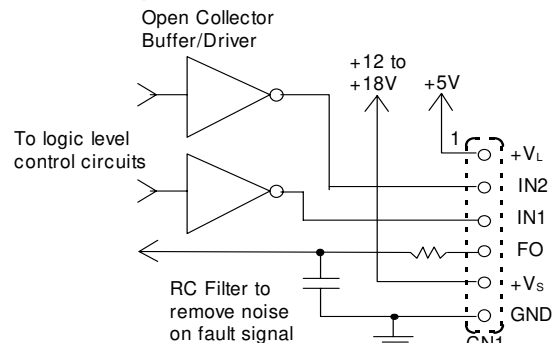 Open Collector
Buffer/Driver
+12 to
+18V
+5V
To logic level
control circuits
1
+VL
IN2
IN1
FO
+VS
GND
RC Filter to
remove noise
on fault signal
CN1